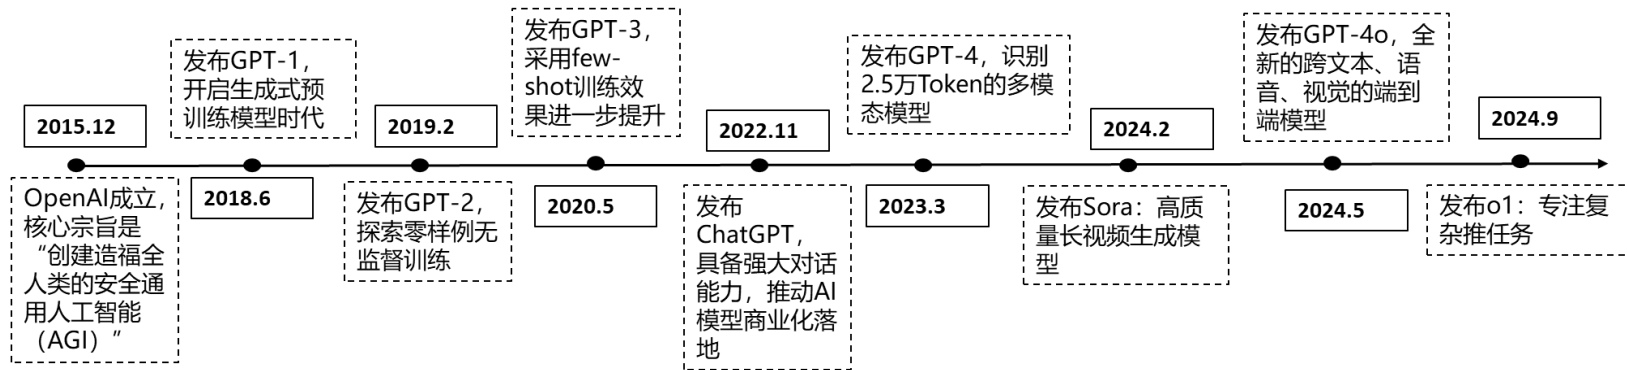 2015.12
OpenAI成立，
核心宗旨是
“创建造福全
人类的安全通
用人工智能
（AGI）”
发布GPT-1，
开启生成式预
训练模型时代
2018.6
2019.2
发布GPT-2，
探索零样例无
监督训练
发布GPT-3，
采用few-
shot训练效
果进一步提升
2020.5
2022.11
发布
ChatGPT，
具备强大对话
能力，推动AI
模型商业化落
地
发布GPT-4，识别
2.5万Token的多模
态模型
2023.3
2024.2
发布Sora：高质
量长视频生成模
型
发布GPT-4o，全
新的跨文本、语
音、视觉的端到
端模型
2024.5
2024.9
发布o1：专注复
杂推任务